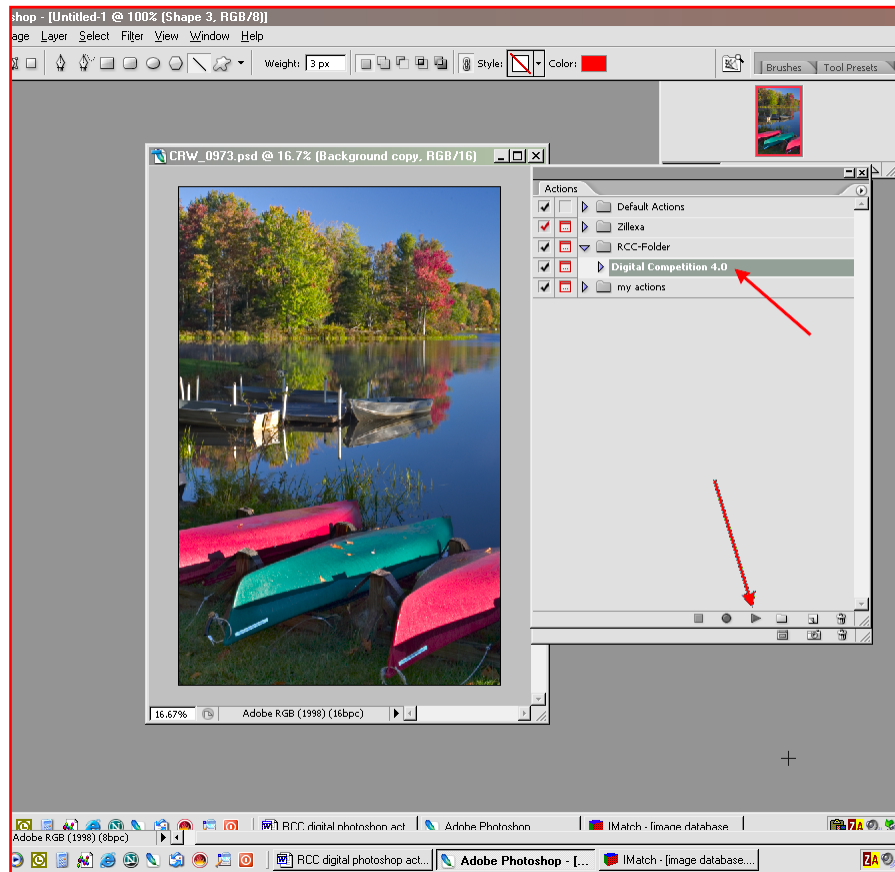 shop - [Untitled-1 @ 100% (Shape 3, RGB/8)]
age Layer Select Filter View Window Help
Weight: 3 px Style: Color: Brushes Tool Presets
CRW_0973.psd @ 16.7% (Background copy, RGB/16)
Actions
Default Actions
Zillexa
RCC-Folder
Digital Competition 4.0
my actions
16.67% Adobe RGB (1998) (16bpc)
RCC digital photoshop act Adobe Photoshop IMatch - [image database ZA
Adobe RGB (1998) (8bpc)
RCC digital photoshop act... Adobe Photoshop - [... IMatch - [image database.... ZA